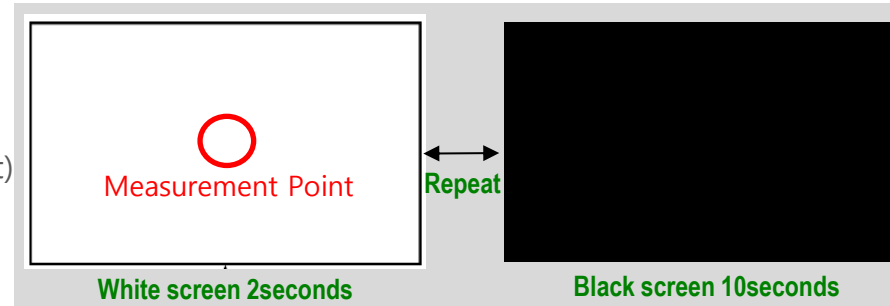 t)
Measurement Point
Repeat
White screen 2seconds
Black screen 10seconds